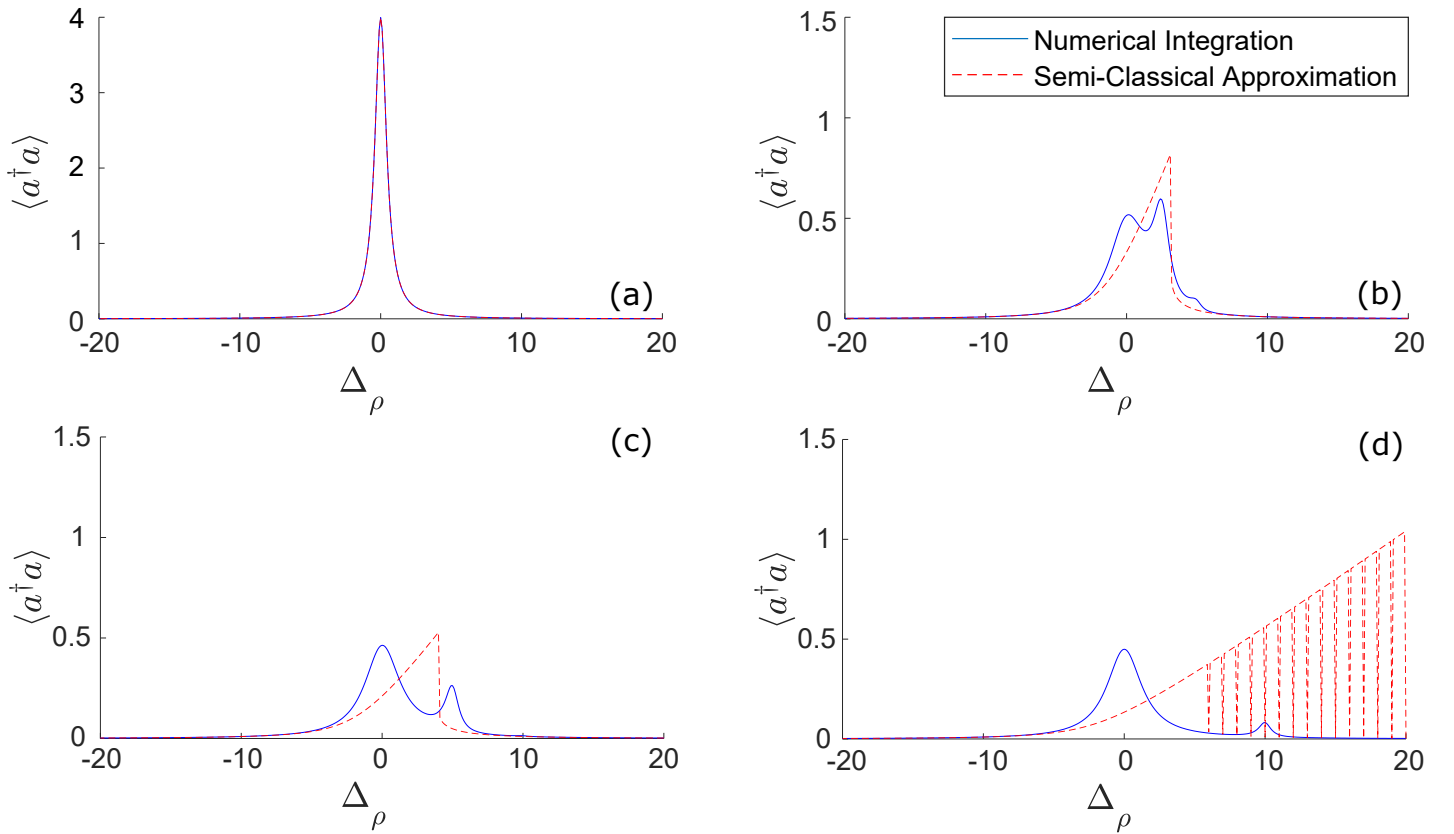 4
3
2
1
0
-20
-10
0
10
20
⟨a†a⟩
Δρ
(a)
1.5
1
0.5
0
-20
-10
0
10
20
⟨a†a⟩
Δρ
(b)
Numerical Integration
Semi-Classical Approximation
1.5
1
0.5
0
-20
-10
0
10
20
⟨a†a⟩
Δρ
(c)
1.5
1
0.5
0
-20
-10
0
10
20
⟨a†a⟩
Δρ
(d)